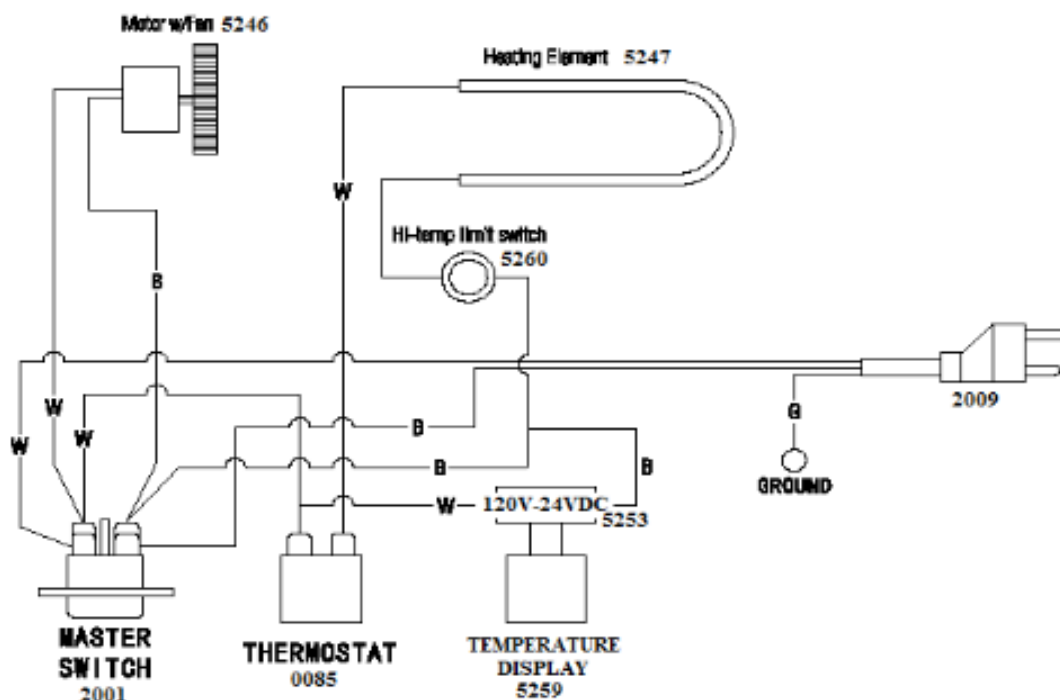 Motor w/Fan 5246
Heating Element 5247
W
Hi-temp limit switch
5260
B
2009
W
W
W
B
G
B
B
GROUND
W
120V-24VDC
5253
MASTER
SWITCH
2001
THERMOSTAT
0085
TEMPERATURE
DISPLAY
5259